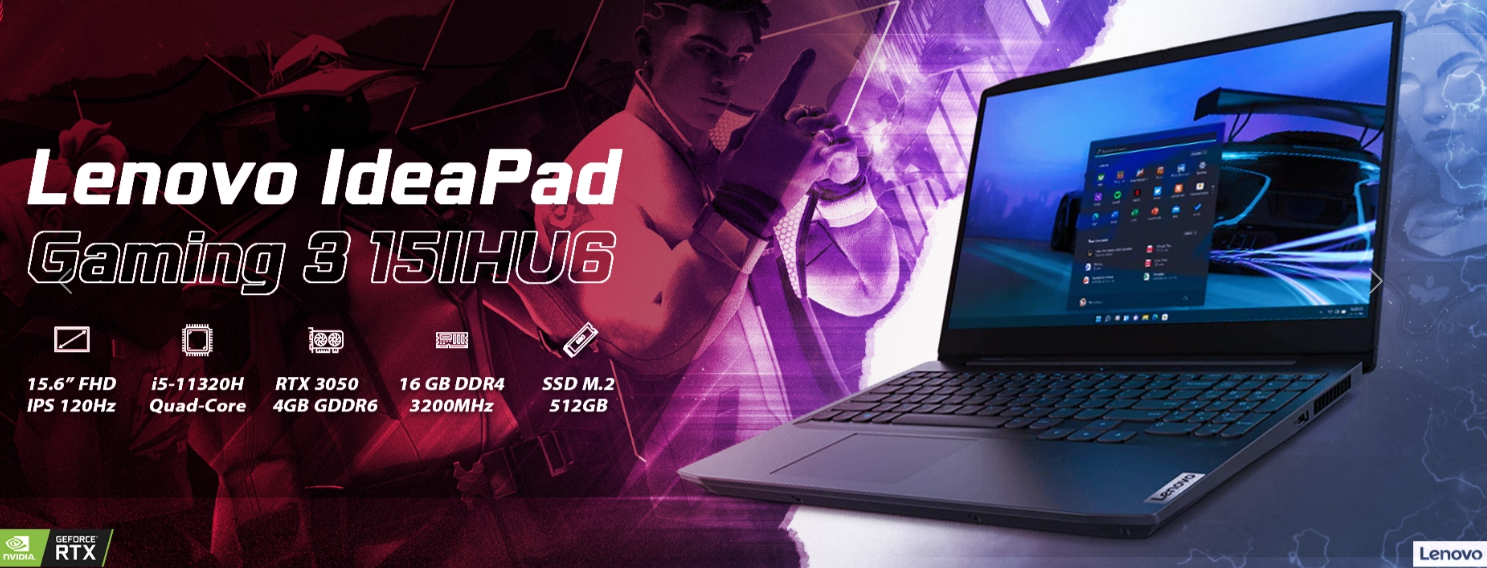 Lenovo IdeaPad
Gaming 3 15IHU6
15.6” FHD
IPS 120Hz
i5-11320H
Quad-Core
RTX 3050
4GB GDDR6
16 GB DDR4
3200MHz
SSD M.2
512GB
Lenovo
NVIDIA
GEFORCE
RTX
Lenovo